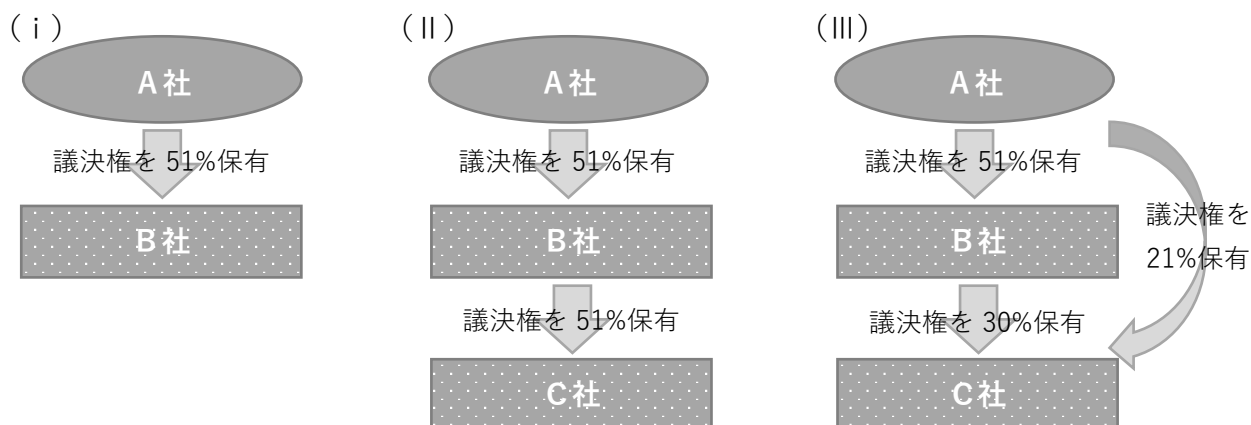 (ⅰ)
A社
議決権を 51%保有
B社
(Ⅱ)
A社
議決権を 51%保有
B社
議決権を 51%保有
C社
(Ⅲ)
A社
議決権を 51%保有
B社
議決権を
21%保有
議決権を 30%保有
C社